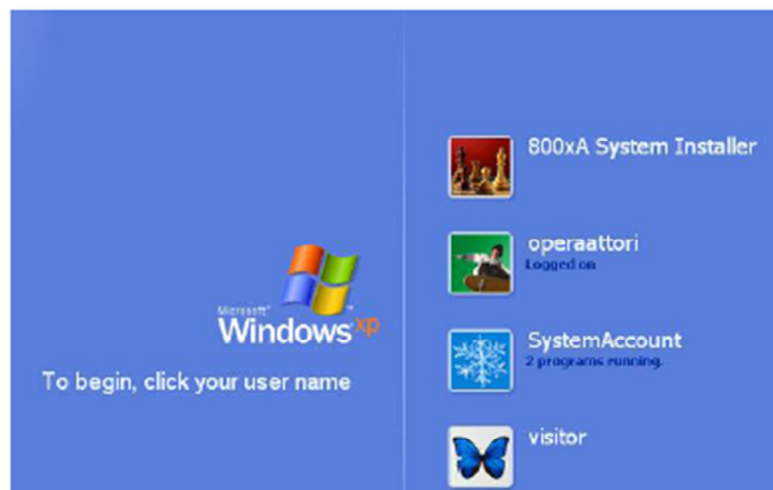 Microsoft®
Windows xp
To begin, click your user name
800xA System Installer
operaattori
Logged on
SystemAccount
2 programs running.
visitor